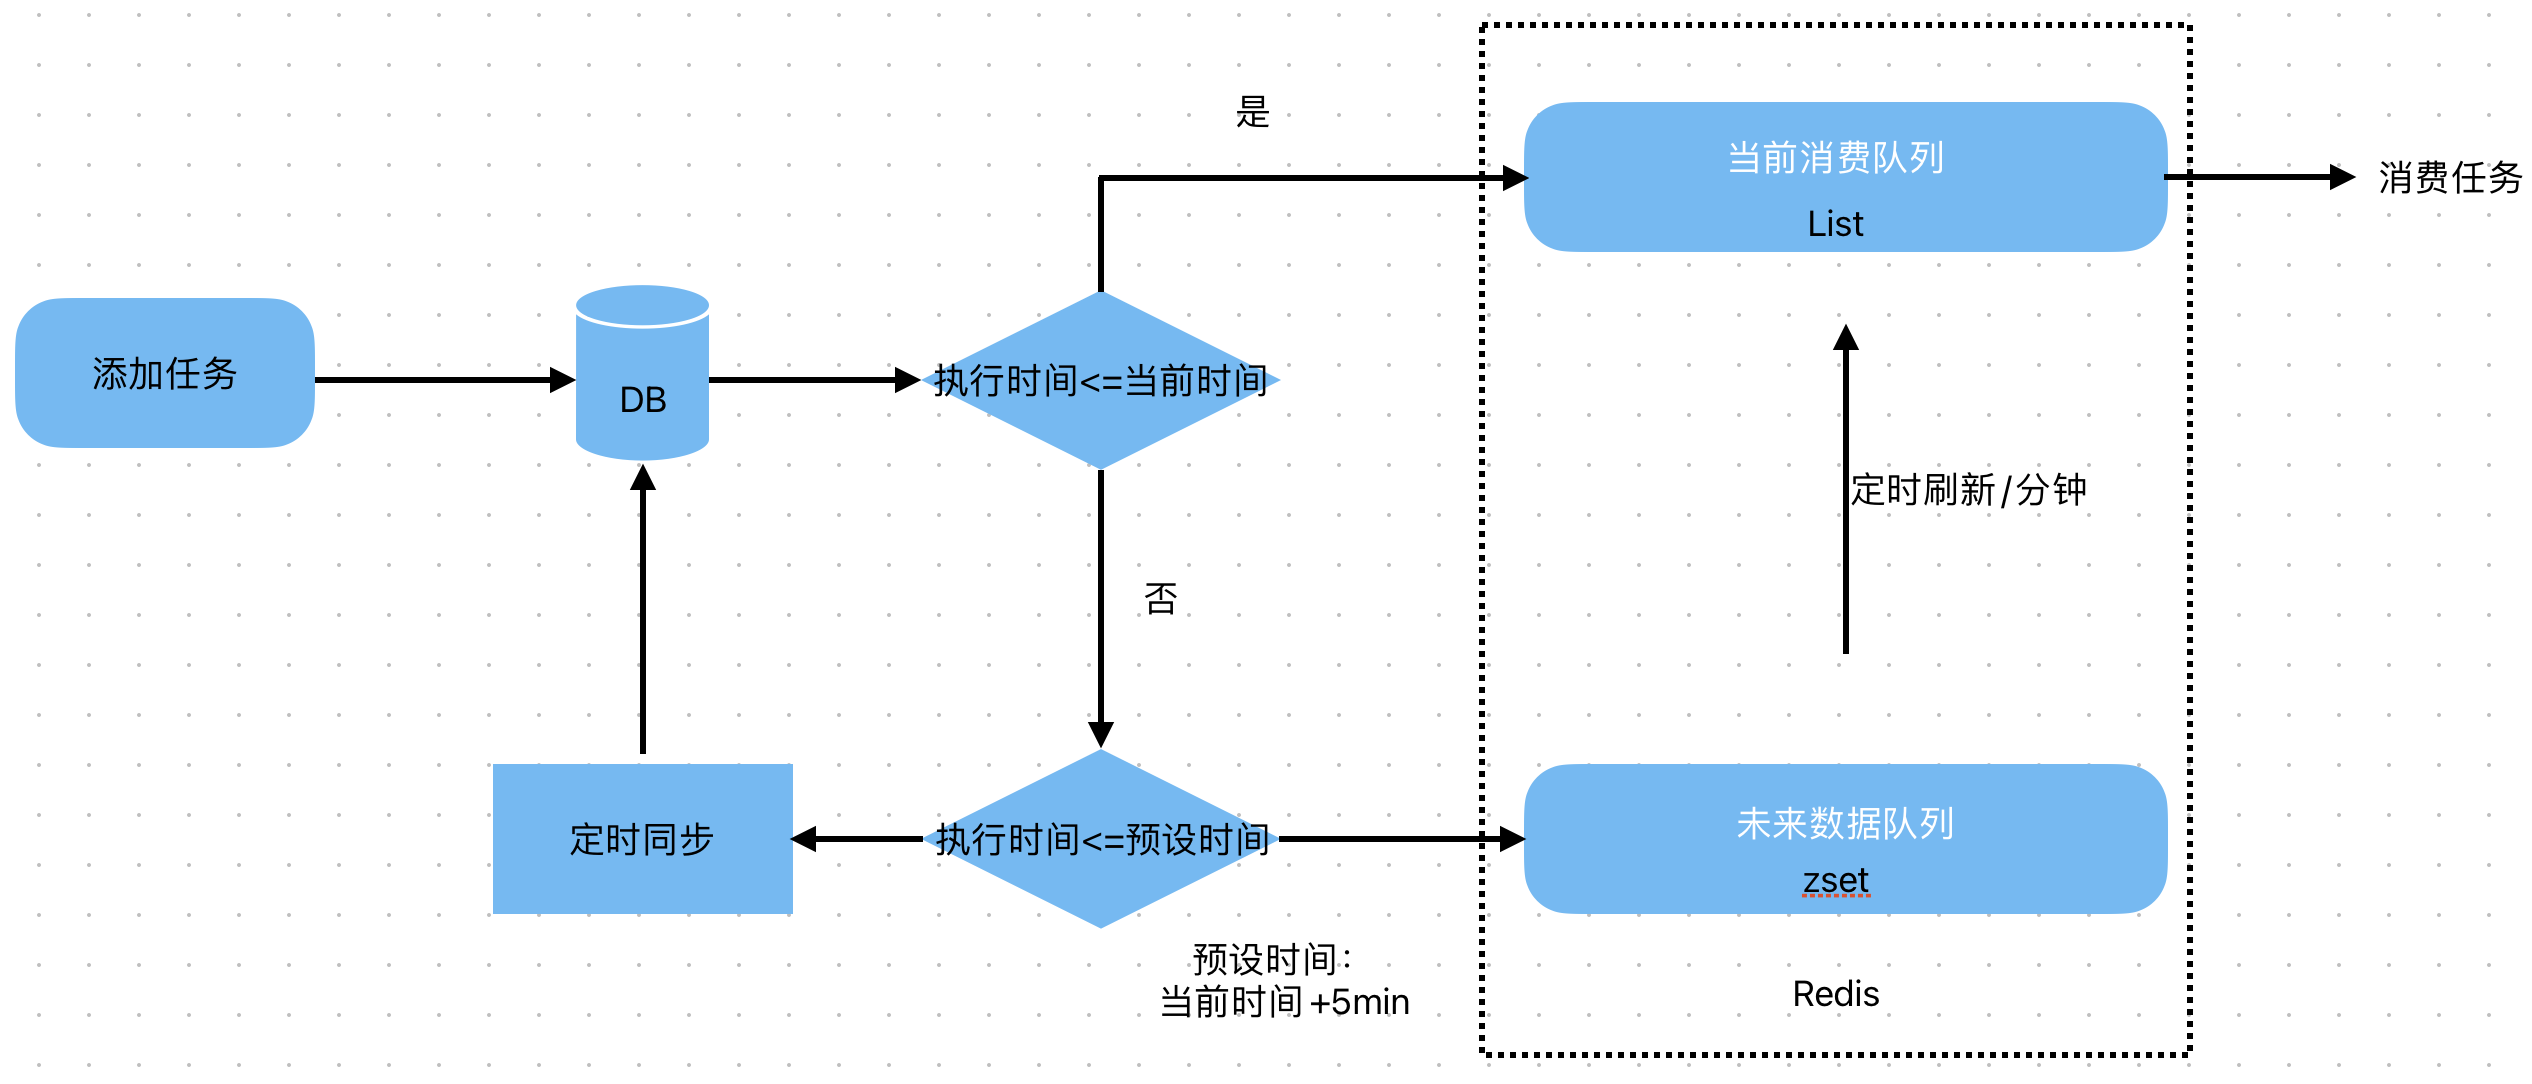 是
当前消费队列
List
消费任务
添加任务
DB
执行时间<=当前时间
定时刷新/分钟
否
定时同步
执行时间<=预设时间
未来数据队列
zset
预设时间：
当前时间+5min
Redis